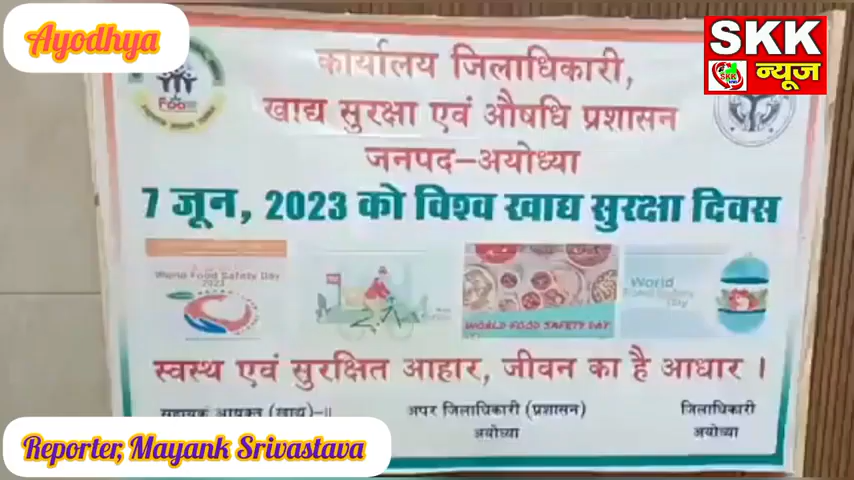 Ayodhya
SKK
न्यूज
SKK
कार्यालय जिलाधिकारी,
खाद्य सुरक्षा एवं औषधि प्रशासन
जनपद-अयोध्या
7 जून, 2023 को विश्व खाद्य सुरक्षा दिवस
World Food Safety Day
2023
WORLD FOOD SAFETY DAY
World
Food Safety
Day
स्वस्थ एवं सुरक्षित आहार, जीवन का है आधार ।
सहायक आयुक्त (खाद्य)-II
अपर जिलाधिकारी (प्रशासन)
अयोध्या
जिलाधिकारी
अयोध्या
Reporter, Mayank Srivastava